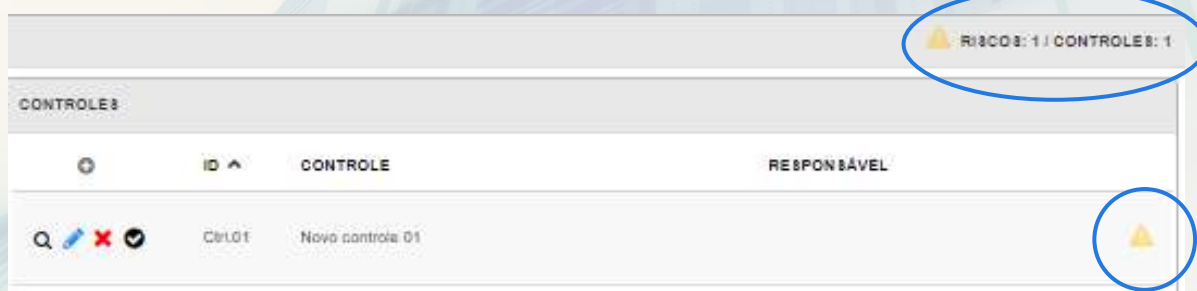 RISCOS: 1 / CONTROLES: 1
CONTROLES
ID CONTROLE RESPONSÁVEL
Ctrl.01 Novo controle 01